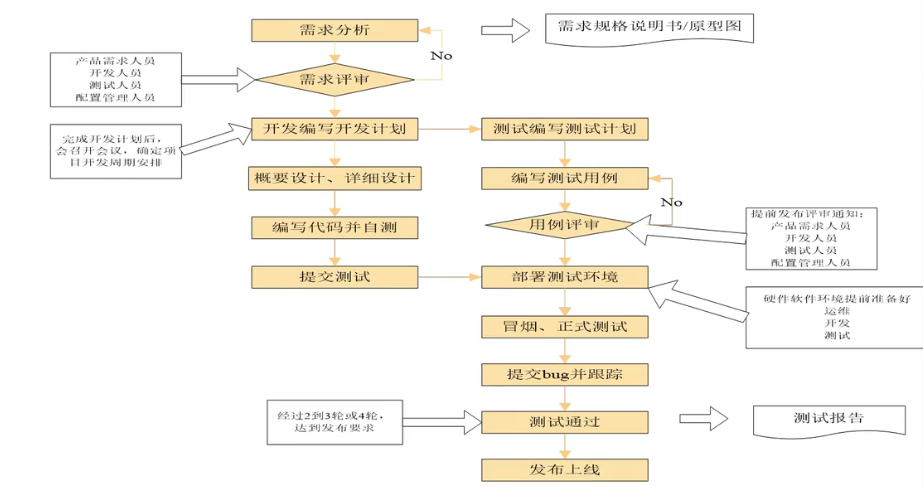 需求分析
需求规格说明书/原型图
No
产品需求人员
开发人员
测试人员
配置管理人员
需求评审
完成开发计划后，
会召开会议，确定项
目开发周期安排
开发编写开发计划
测试编写测试计划
概要设计、详细设计
编写测试用例
No
编写代码并自测
用例评审
提前发布评审通知：
产品需求人员
开发人员
测试人员
配置管理人员
提交测试
部署测试环境
硬件软件环境提前准备好
运维
开发
测试
冒烟、正式测试
提交bug并跟踪
经过2到3轮或4轮，
达到发布要求
测试通过
测试报告
发布上线